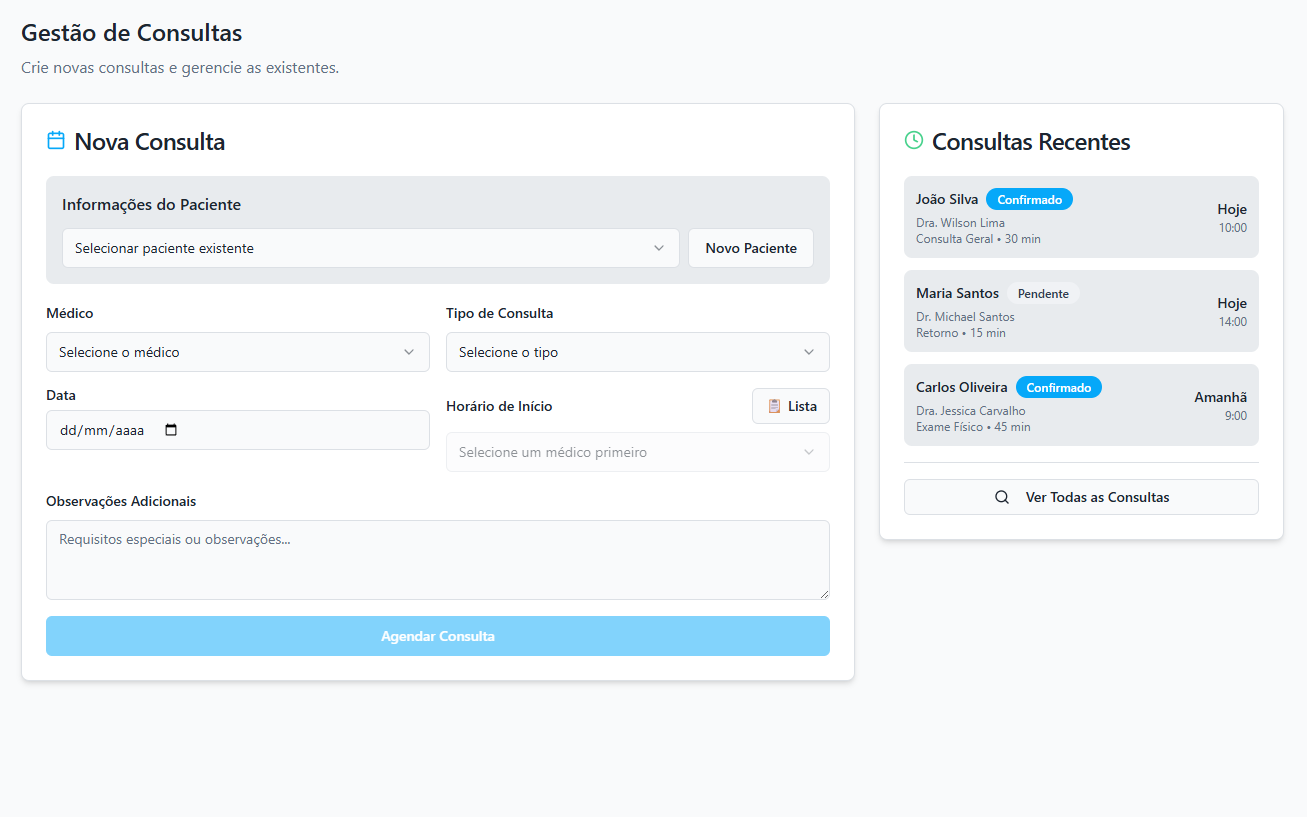 Gestão de Consultas
Crie novas consultas e gerencie as existentes.
Nova Consulta
Informações do Paciente
Selecionar paciente existente
Novo Paciente
Médico
Selecione o médico
Tipo de Consulta
Selecione o tipo
Data
dd/mm/aaaa
Horário de Início
Lista
Selecione um médico primeiro
Observações Adicionais
Requisitos especiais ou observações...
Agendar Consulta
Consultas Recentes
João Silva Confirmado
Dra. Wilson Lima
Consulta Geral • 30 min
Hoje
10:00
Maria Santos Pendente
Dr. Michael Santos
Retorno • 15 min
Hoje
14:00
Carlos Oliveira Confirmado
Dra. Jessica Carvalho
Exame Físico • 45 min
Amanhã
9:00
Ver Todas as Consultas